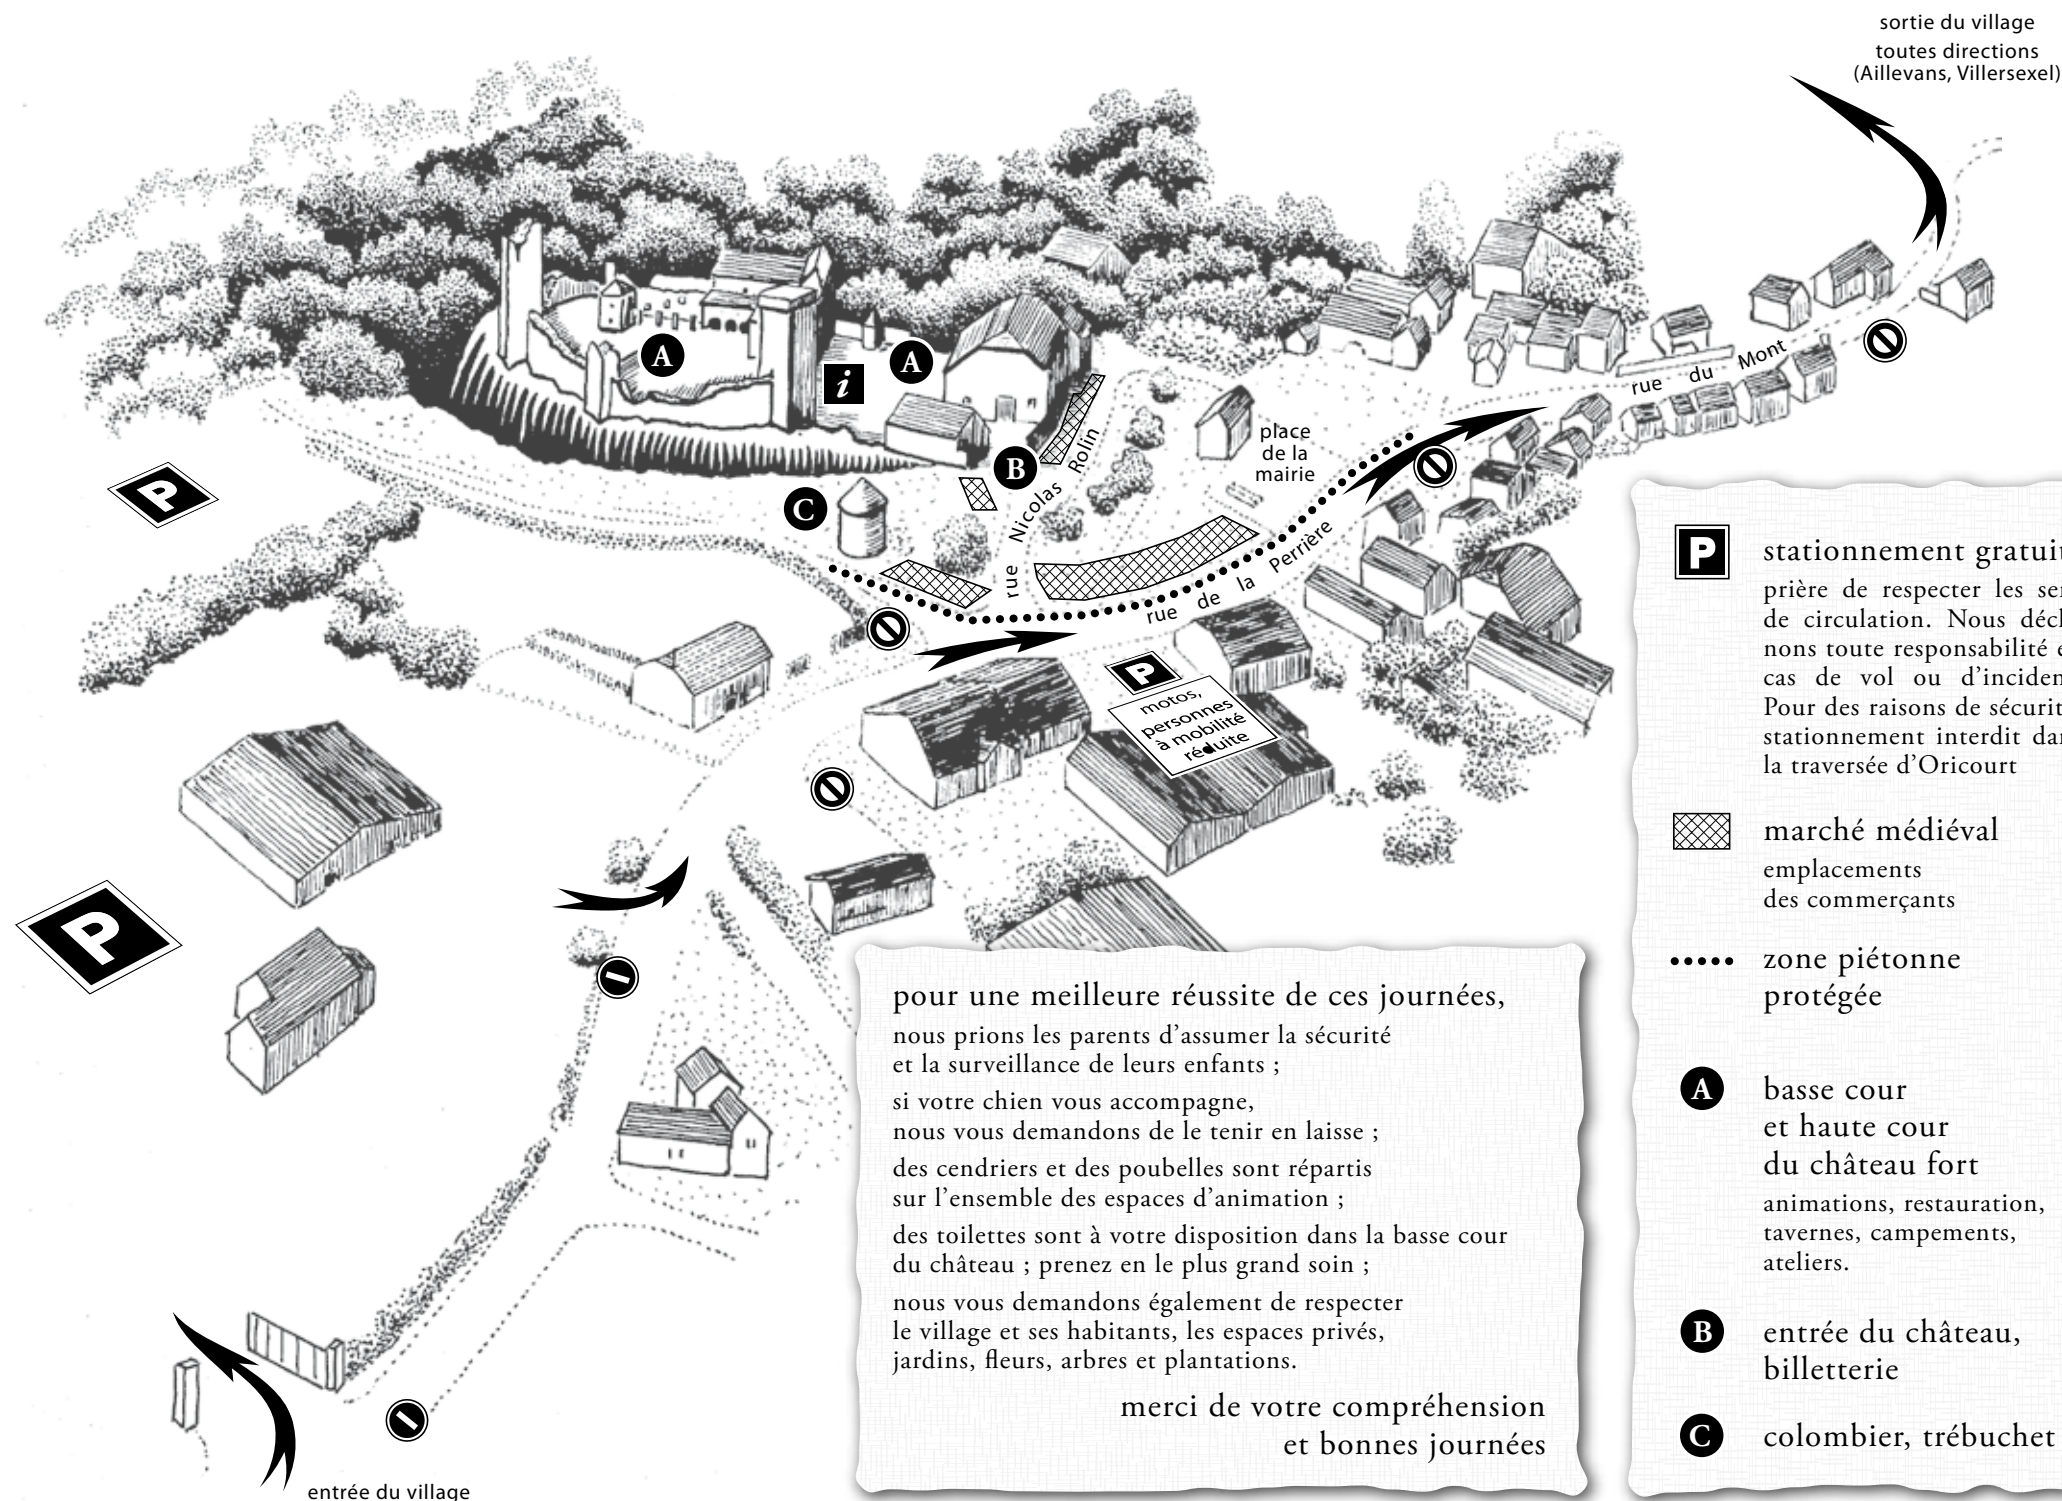 sortie du village
toutes directions
(Aillevans, Villersexel)
A
A
i
B
C
rue Nicolas Rolin
place
de la
mairie
rue de la Perrière
rue du Mont
P
P
P
motos,
personnes
à mobilité
réduite
entrée du village
pour une meilleure réussite de ces journées,
nous prions les parents d'assumer la sécurité
et la surveillance de leurs enfants ;
si votre chien vous accompagne,
nous vous demandons de le tenir en laisse ;
des cendriers et des poubelles sont répartis
sur l'ensemble des espaces d'animation ;
des toilettes sont à votre disposition dans la basse cour
du château ; prenez en le plus grand soin ;
nous vous demandons également de respecter
le village et ses habitants, les espaces privés,
jardins, fleurs, arbres et plantations.
merci de votre compréhension
et bonnes journées
P
stationnement gratuit
prière de respecter les sen
de circulation. Nous décl
nons toute responsabilité e
cas de vol ou d'inciden
Pour des raisons de sécurit
stationnement interdit dan
la traversée d'Oricourt
marché médiéval
emplacements
des commerçants
zone piétonne
protégée
A
basse cour
et haute cour
du château fort
animations, restauration,
tavernes, campements,
ateliers.
B
entrée du château,
billetterie
C
colombier, trébuchet